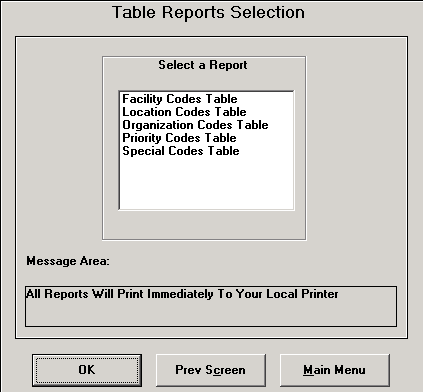 Table Reports Selection
Select a Report
Facility Codes Table
Location Codes Table
Organization Codes Table
Priority Codes Table
Special Codes Table
Message Area:
All Reports Will Print Immediately To Your Local Printer
OK
Prev Screen
Main Menu